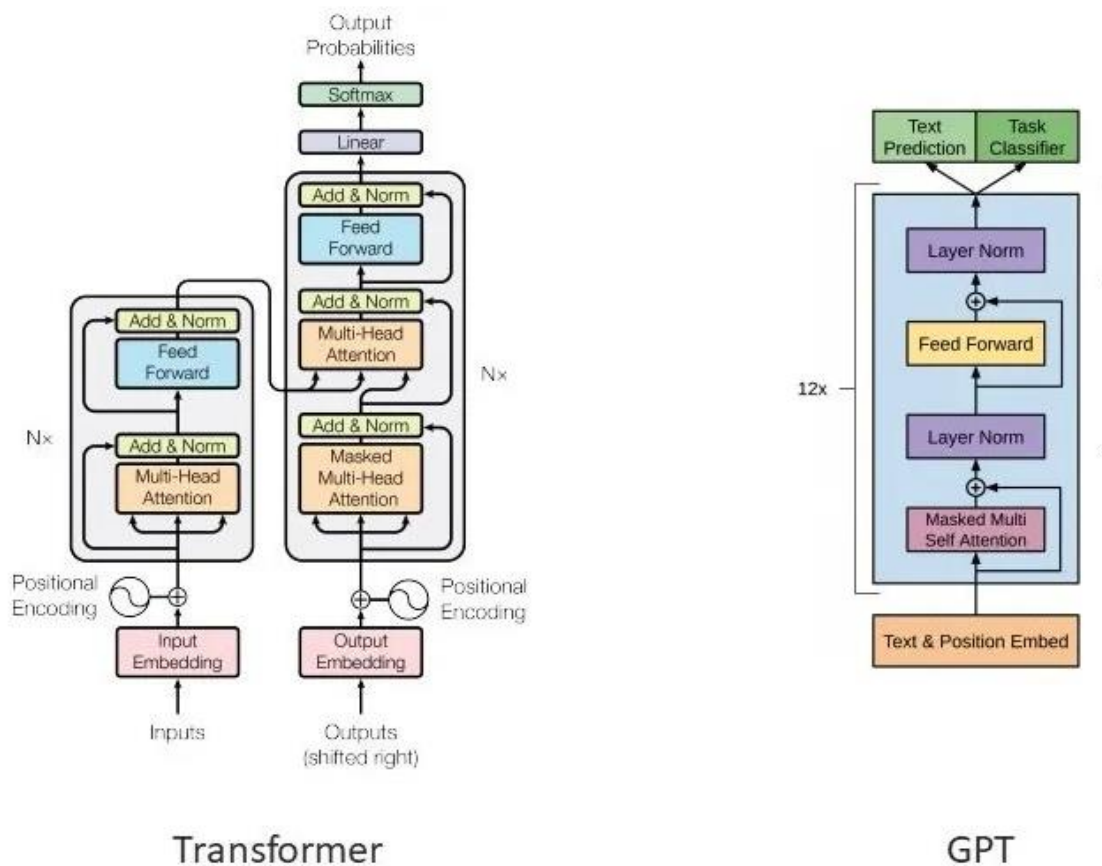 Output
Probabilities
Softmax
Linear
Add & Norm
Feed
Forward
Add & Norm
Multi-Head
Attention
Add & Norm
Masked
Multi-Head
Attention
Nx
Positional
Encoding
Output
Embedding
Outputs
(shifted right)
Add & Norm
Feed
Forward
Add & Norm
Multi-Head
Attention
Nx
Positional
Encoding
Input
Embedding
Inputs
Transformer
Text
Prediction
Task
Classifier
Layer Norm
Feed Forward
12x
Layer Norm
Masked Multi
Self Attention
Text & Position Embed
GPT